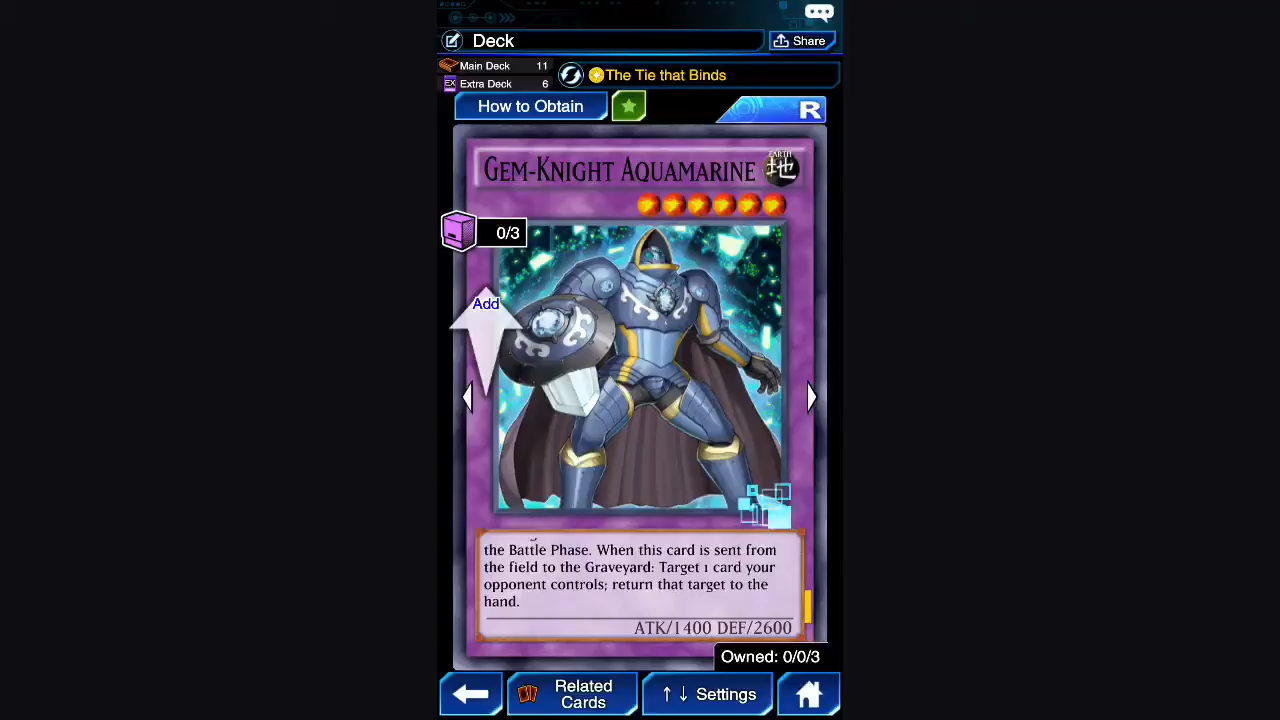 Deck
Share
Main Deck 11
EX Extra Deck 6
The Tie that Binds
How to Obtain
R
Gem-Knight Aquamarine
EARTH
地
0/3
Add
the Battle Phase. When this card is sent from
the field to the Graveyard: Target 1 card your
opponent controls; return that target to the
hand.
ATK/1400 DEF/2600
Owned: 0/0/3
Related
Cards
Settings